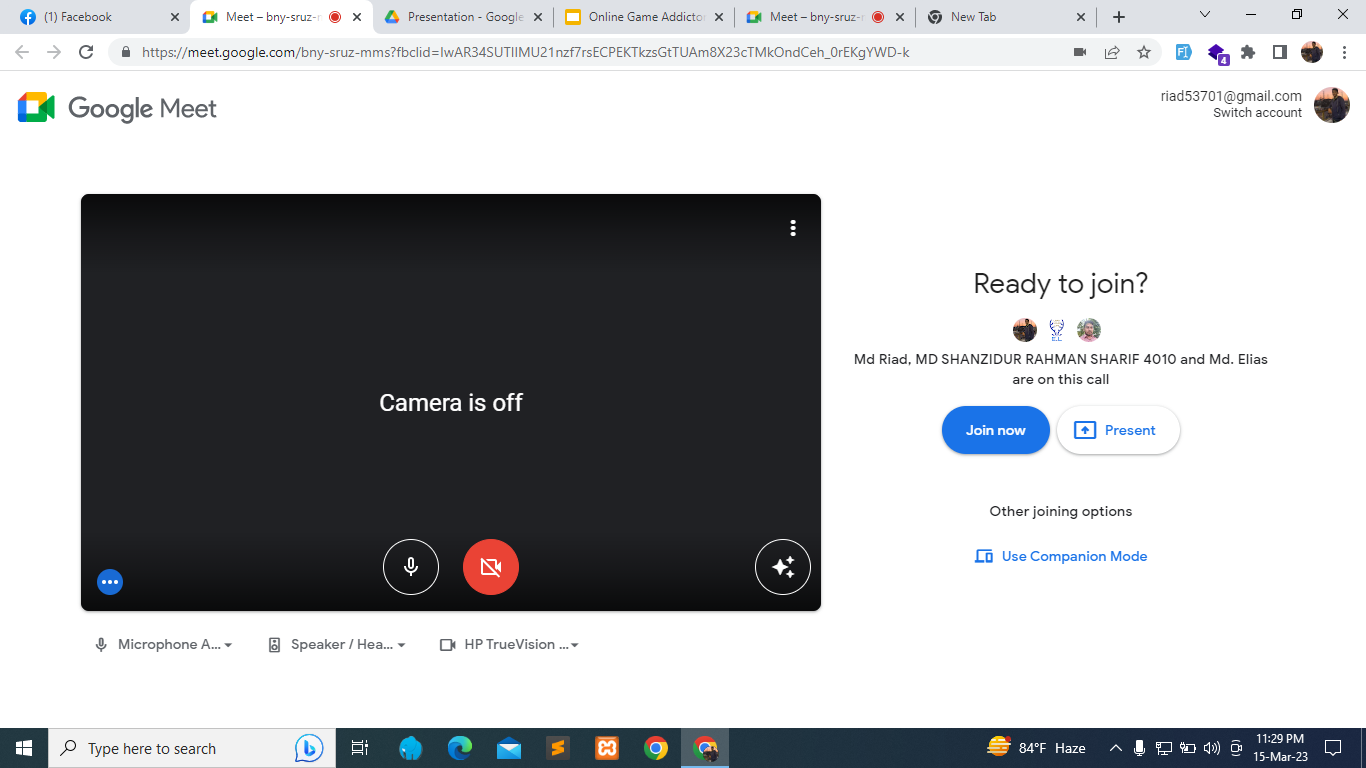 (1) Facebook
Meet – bny-sruz-
Presentation - Google
Online Game Addicto
Meet – bny-sruz-
New Tab
https://meet.google.com/bny-sruz-mms?fbclid=IwAR34SUTIIMU21nzf7rsECPEKTkzsGtTUAm8X23cTMkOndCeh_0rEKgYWD-k
4
Google Meet
riad53701@gmail.com
Switch account
Camera is off
Ready to join?
Md Riad, MD SHANZIDUR RAHMAN SHARIF 4010 and Md. Elias
are on this call
Join now
Present
Other joining options
Use Companion Mode
Microphone A...
Speaker / Hea...
HP TrueVision ...
Type here to search
84°F Haze
11:29 PM
15-Mar-23